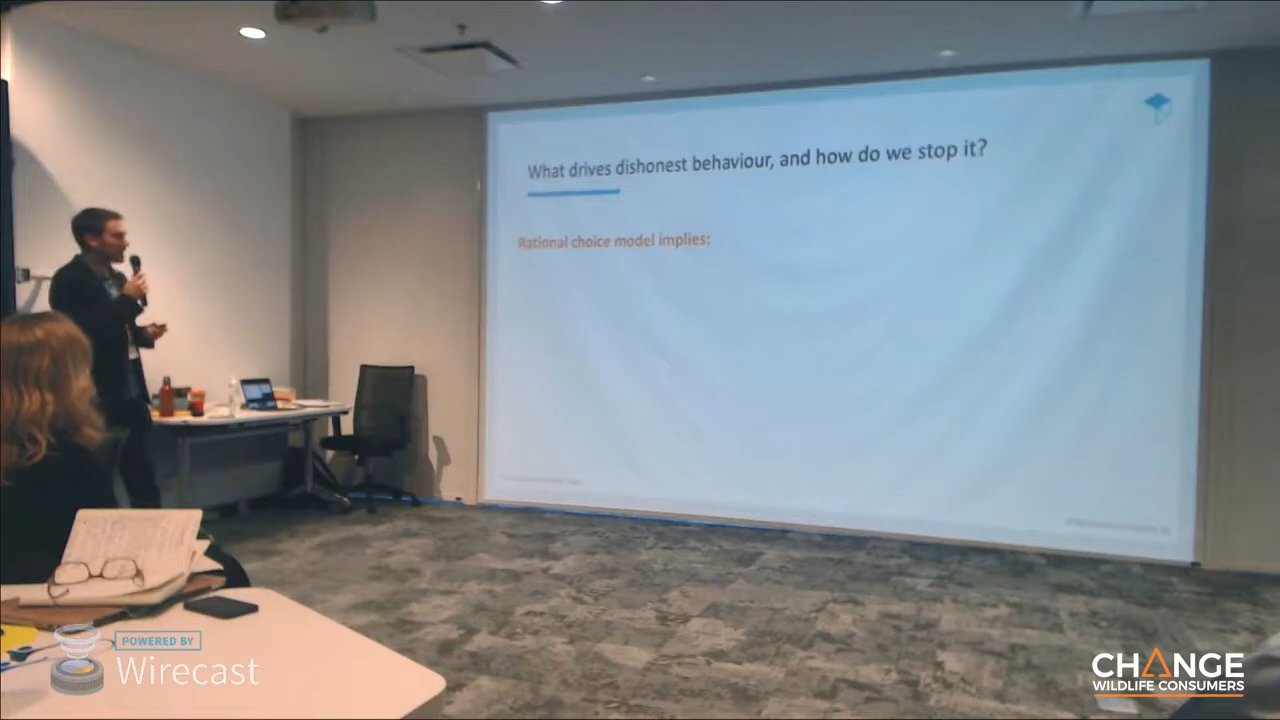 What drives dishonest behaviour, and how do we stop it?
Rational choice model implies:
POWERED BY
Wirecast
CHANGE
WILDLIFE CONSUMERS